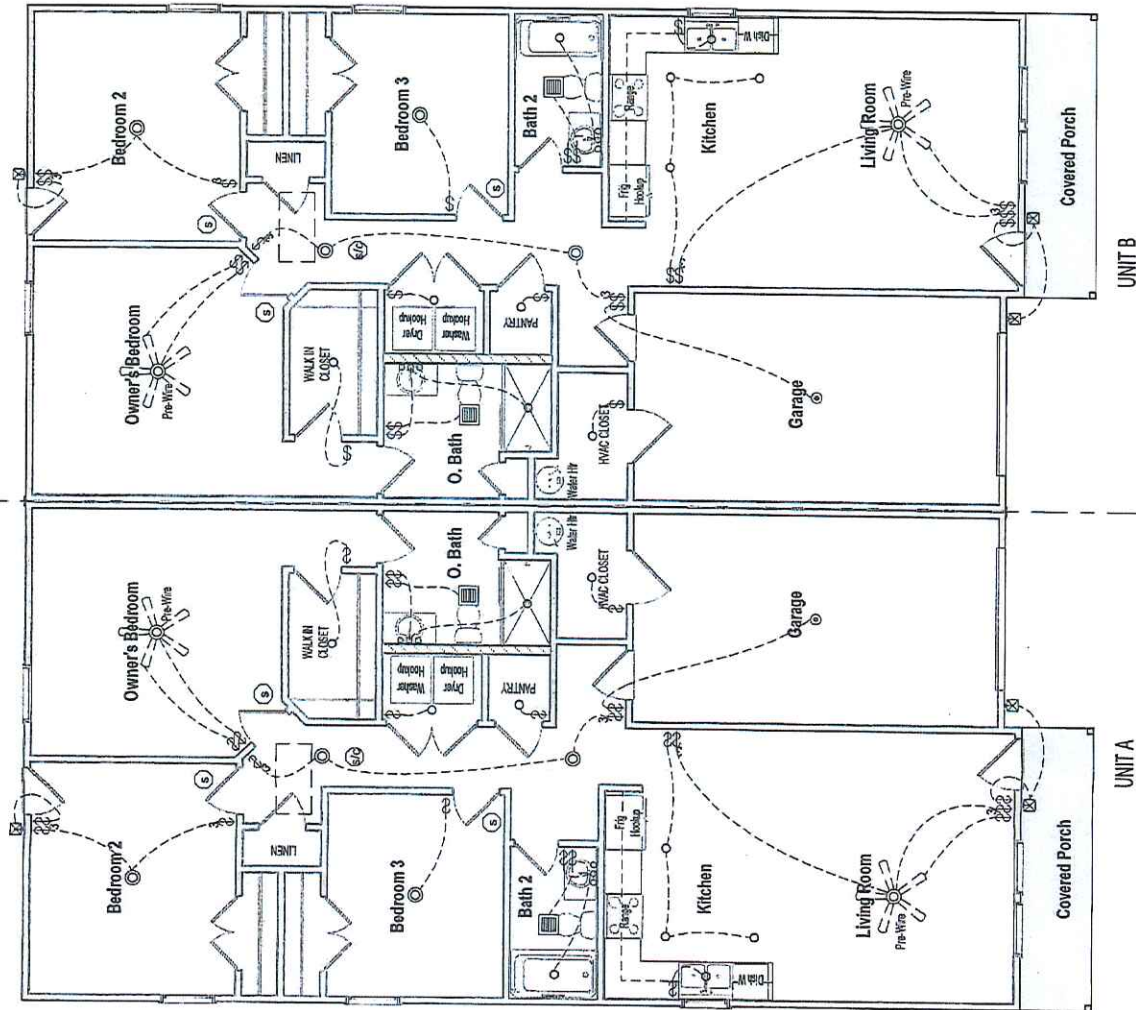 Bedroom 2
Owner's Bedroom
Pre-Wire
Owner's Bedroom
Pre-Wire
Bedroom 2
S
S
S
S
LINEN
LINEN
S/C
S/C
WALK IN
CLOSET
WALK IN
CLOSET
Bedroom 3
Bedroom 3
S
S
Washer
Hookup
Dryer
Hookup
Dryer
Hookup
Washer
Hookup
O. Bath
O. Bath
PANTRY
PANTRY
Bath 2
Bath 2
Water Htr
Water Htr
HVAC CLOSET
HVAC CLOSET
Frig
Hookup
Range
Frig
Hookup
Range
Dish W
Dish W
Kitchen
Kitchen
Garage
Garage
Living Room
Pre-Wire
Living Room
Pre-Wire
Covered Porch
Covered Porch
UNIT A
UNIT B